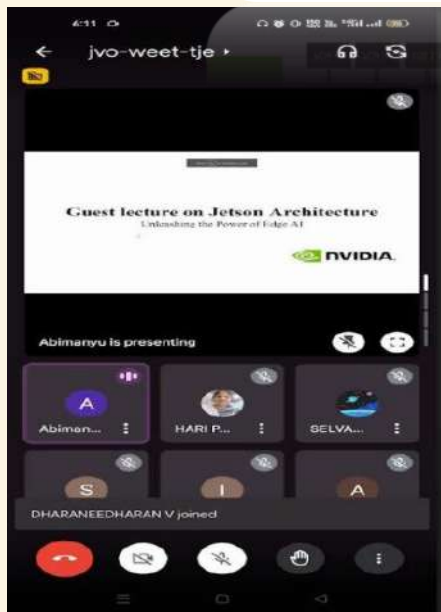 6:11
jvo-weet-tje
Guest lecture on Jetson Architecture
Unleashing the Power of Edge AI
NVIDIA
Abimanyu is presenting
A
Abiman...
HARI P...
SELVA...
S
I
A
DHARANEEDHARAN V joined